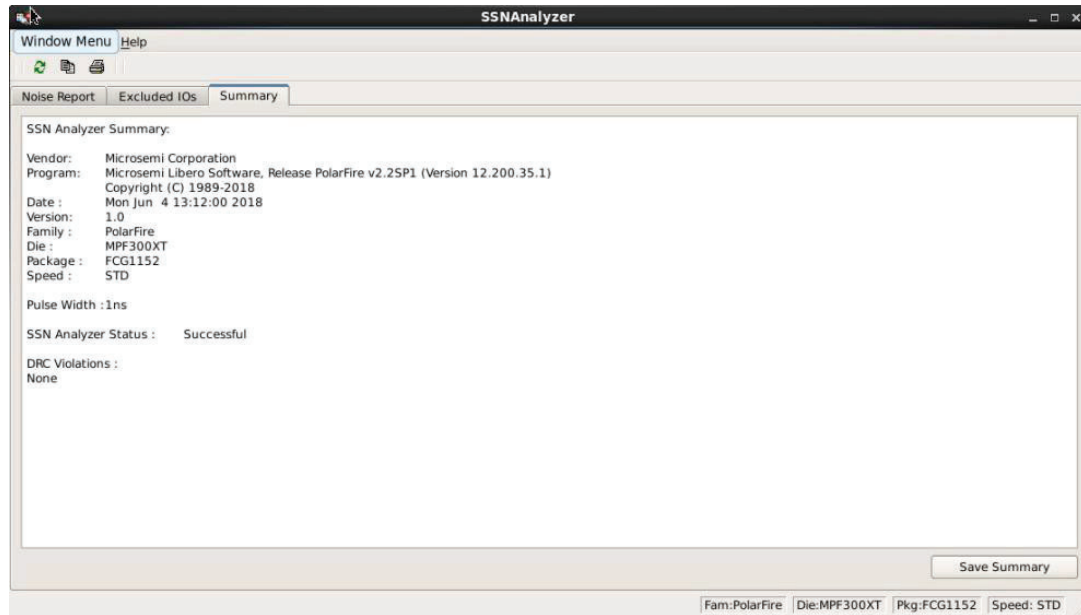 SSNAnalyzer
Window Menu Help
Noise Report Excluded IOs Summary
SSN Analyzer Summary:
Vendor: Microsemi Corporation
Program: Microsemi Libero Software, Release PolarFire v2.2SP1 (Version 12.200.35.1)
Copyright (C) 1989-2018
Date : Mon Jun 4 13:12:00 2018
Version: 1.0
Family : PolarFire
Die : MPF300XT
Package : FCG1152
Speed : STD
Pulse Width :1ns
SSN Analyzer Status : Successful
DRC Violations :
None
Save Summary
Fam:PolarFire Die:MPF300XT Pkg:FCG1152 Speed: STD